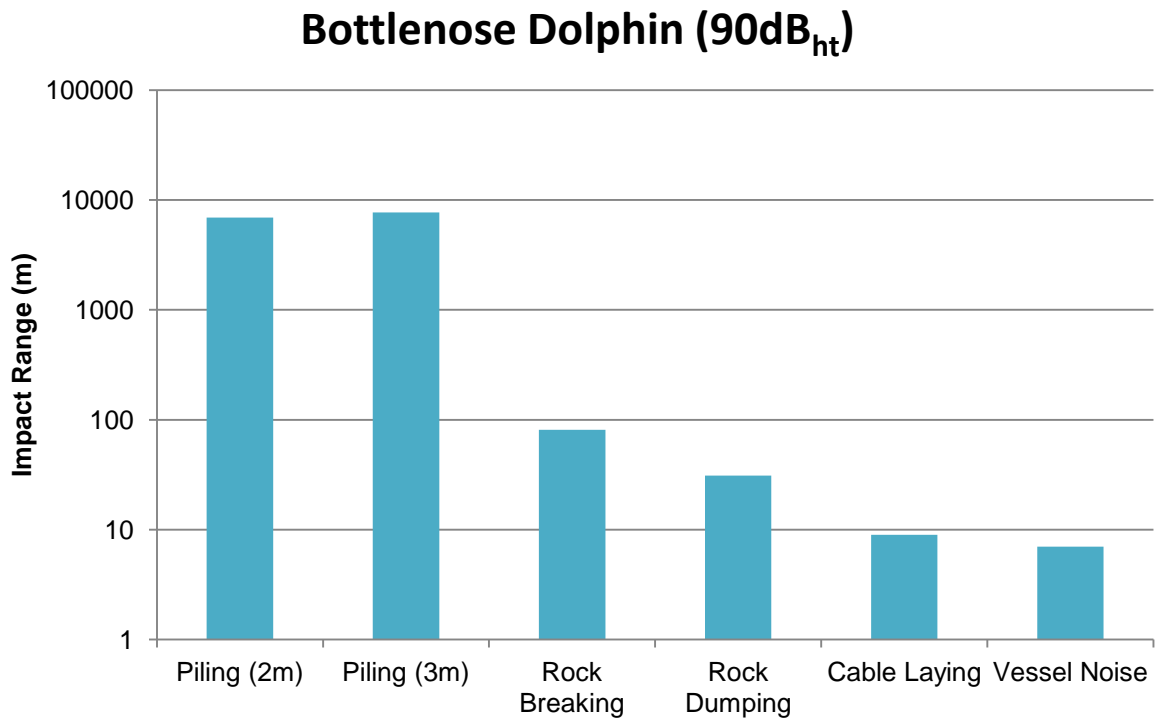 Bottlenose Dolphin (90dBht)
100000
10000
1000
100
10
1
Impact Range (m)
Piling (2m)
Piling (3m)
Rock
Breaking
Rock
Dumping
Cable Laying
Vessel Noise